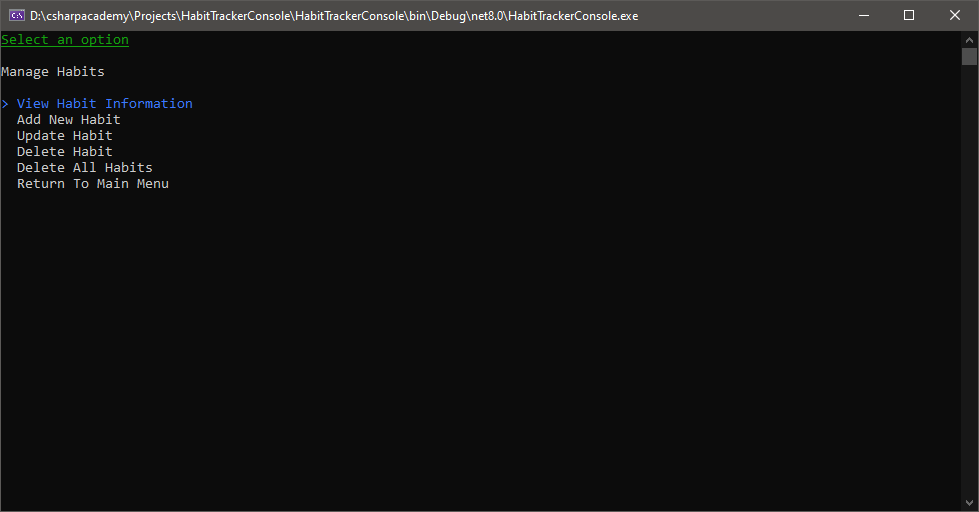 D:\csharpacademy\Projects\HabitTrackerConsole\HabitTrackerConsole\bin\Debug\net8.0\HabitTrackerConsole.exe
Select an option
Manage Habits
> View Habit Information
Add New Habit
Update Habit
Delete Habit
Delete All Habits
Return To Main Menu